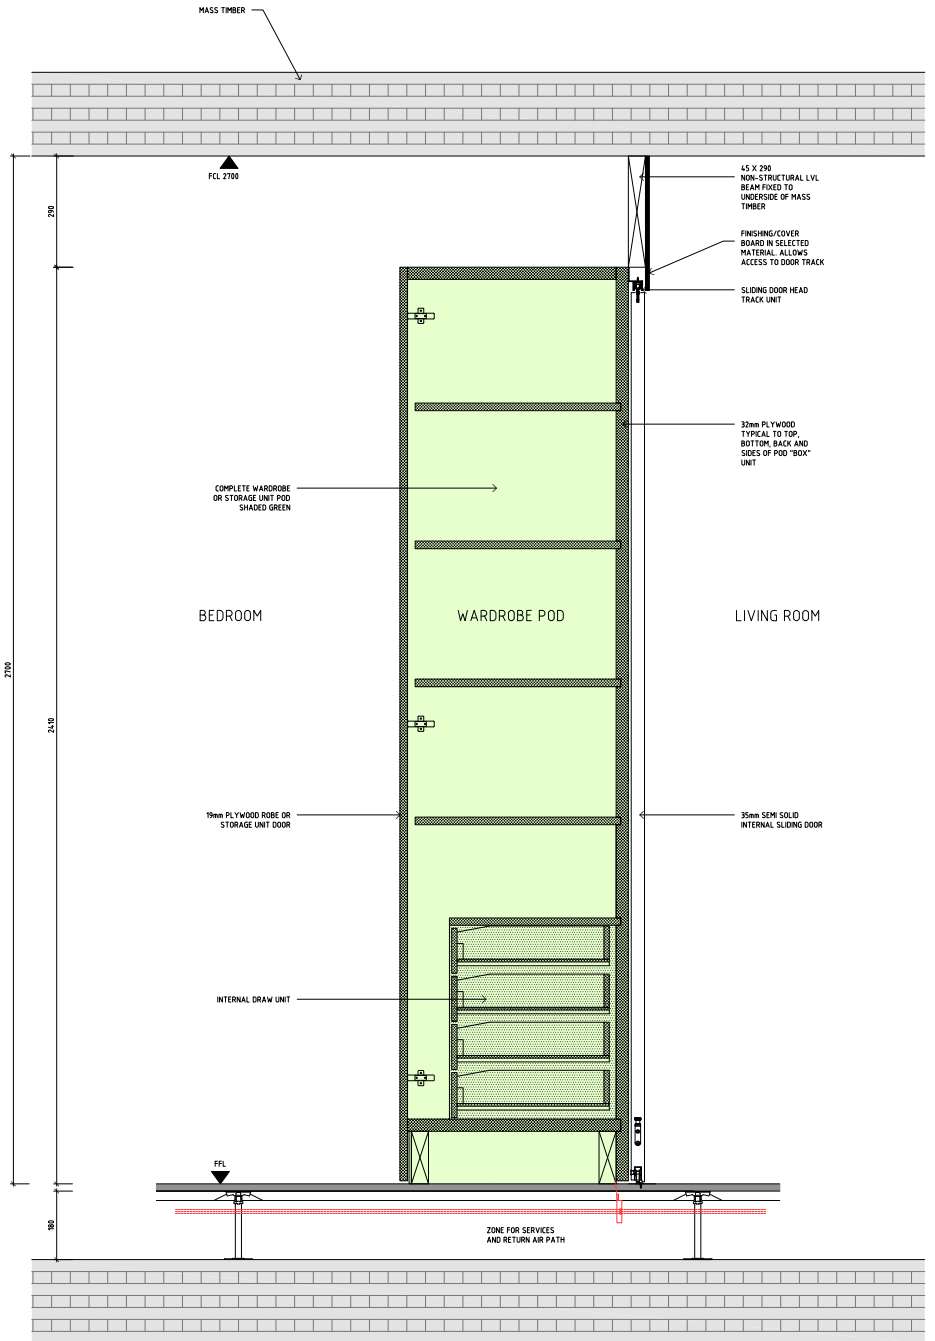 MASS TIMBER
FCL 2700
290
45 X 290
NON-STRUCTURAL LVL
BEAM FIXED TO
UNDERSIDE OF MASS
TIMBER
FINISHING/COVER
BOARD IN SELECTED
MATERIAL. ALLOWS
ACCESS TO DOOR TRACK
SLIDING DOOR HEAD
TRACK UNIT
32mm PLYWOOD
TYPICAL TO TOP,
BOTTOM, BACK AND
SIDES OF POD "BOX"
UNIT
COMPLETE WARDROBE
OR STORAGE UNIT POD
SHADED GREEN
BEDROOM
WARDROBE POD
LIVING ROOM
2700
2410
19mm PLYWOOD ROBE OR
STORAGE UNIT DOOR
35mm SEMI SOLID
INTERNAL SLIDING DOOR
INTERNAL DRAW UNIT
FFL
180
ZONE FOR SERVICES
AND RETURN AIR PATH